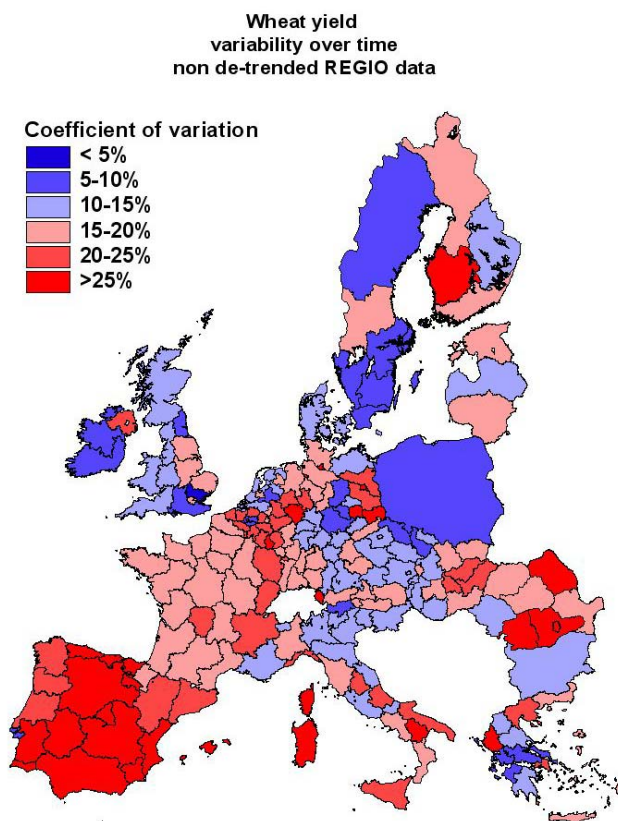 Wheat yield
variability over time
non de-trended REGIO data
Coefficient of variation
< 5%
5-10%
10-15%
15-20%
20-25%
>25%